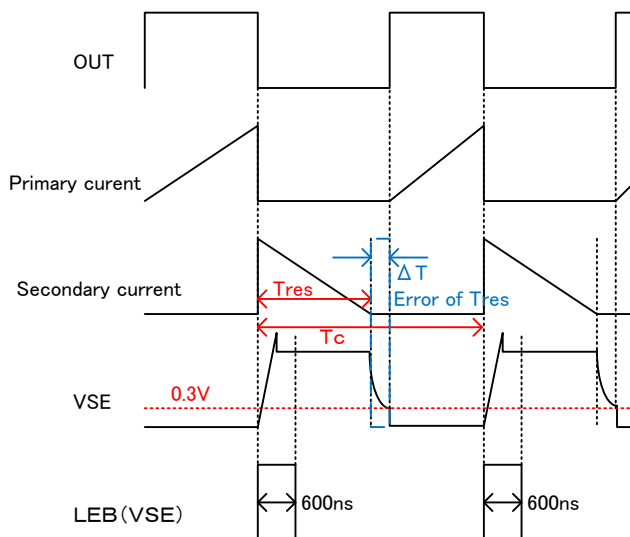 OUT
Primary curent
Secondary current
ΔT
Tres
Error of Tres
Tc
0.3V
VSE
600ns
600ns
LEB(VSE)